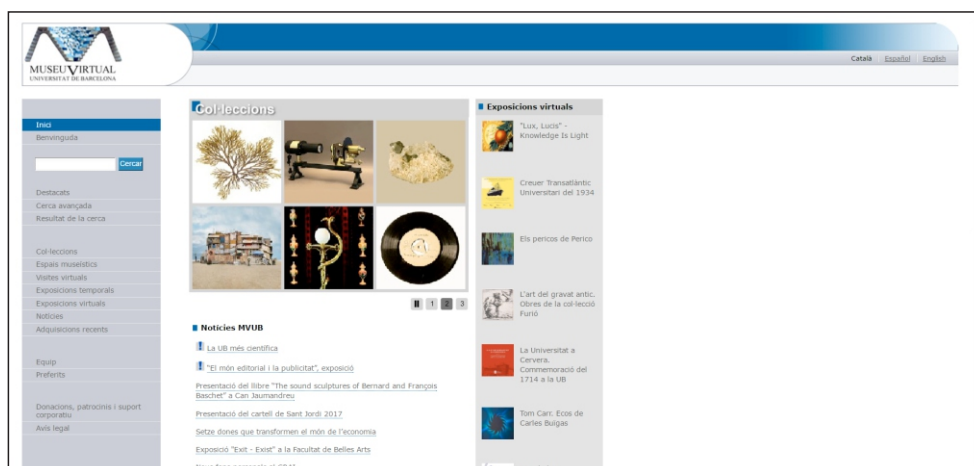 MUSEU VIRTUAL
UNIVERSITAT DE BARCELONA
Català Español English
Inici
Benvinguda
Cercar
Destacats
Cerca avançada
Resultat de la cerca
Col·leccions
Espais museístics
Visites virtuals
Exposicions temporals
Exposicions virtuals
Notícies
Adquisicions recents
Equip
Preferits
Donacions, patrocinis i suport
corporatiu
Avís legal
Col·leccions
1 2 3
Notícies MVUB
La UB més científica
"El món editorial i la publicitat", exposició
Presentació del llibre "The sound sculptures of Bernard and François
Baschet" a Can Jaumandreu
Presentació del cartell de Sant Jordi 2017
Setze dones que transformen el món de l'economia
Exposició "Exit - Exist" a la Facultat de Belles Arts
Exposicions virtuals
"Lux, Lucis" -
Knowledge Is Light
Creuer Transatlàntic
Universitari del 1934
Els pericos de Perico
L'art del gravat antic.
Obres de la col·lecció
Furió
La Universitat a
Cervera.
Commemoració del
1714 a la UB
Tom Carr. Ecos de
Carles Buigas